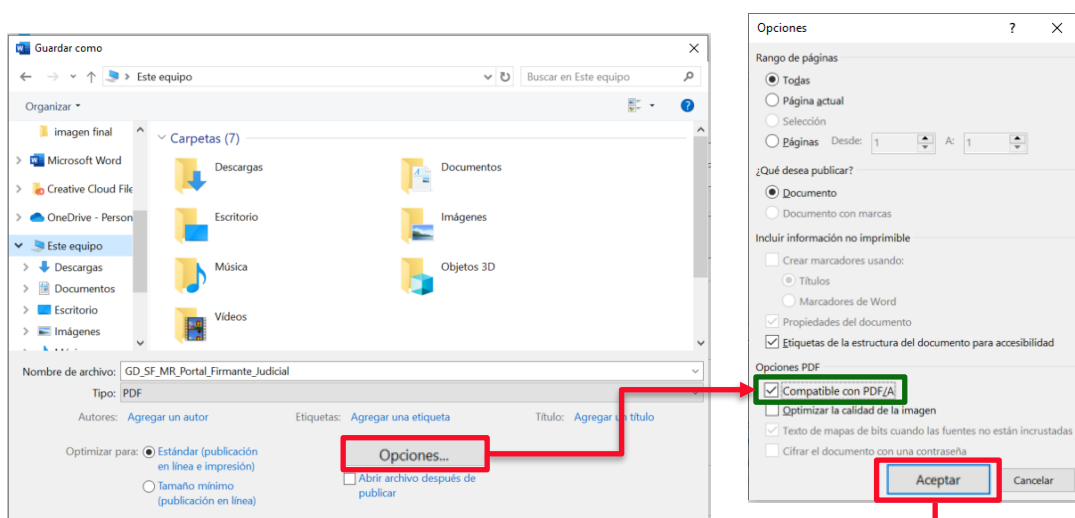 Guardar como
Este equipo
Buscar en Este equipo
Organizar
imagen final
Microsoft Word
Creative Cloud File
OneDrive - Person
Este equipo
Descargas
Documentos
Escritorio
Imágenes
Carpetas (7)
Descargas
Documentos
Escritorio
Imágenes
Música
Objetos 3D
Vídeos
Nombre de archivo: GD_SF_MR_Portal_Firmante_Judicial
Tipo: PDF
Autores: Agregar un autor
Etiquetas: Agregar una etiqueta
Título: Agregar un título
Optimizar para:
Estándar (publicación
en línea e impresión)
Tamaño mínimo
(publicación en línea)
Opciones...
Abrir archivo después de
publicar
Opciones ?
Rango de páginas
Todas
Página actual
Selección
Páginas Desde: 1 A: 1
¿Qué desea publicar?
Documento
Documento con marcas
Incluir información no imprimible
Crear marcadores usando:
Títulos
Marcadores de Word
Propiedades del documento
Etiquetas de la estructura del documento para accesibilidad
Opciones PDF
Compatible con PDF/A
Optimizar la calidad de la imagen
Texto de mapas de bits cuando las fuentes no están incrustadas
Cifrar el documento con una contraseña
Aceptar
Cancelar